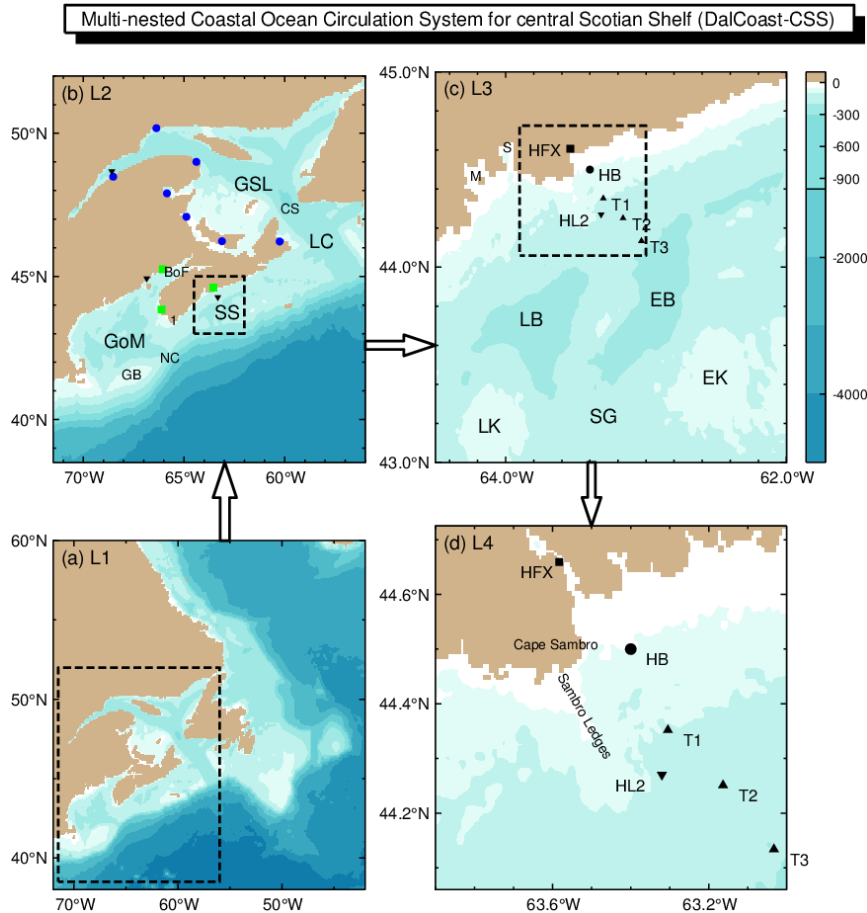 Multi-nested Coastal Ocean Circulation System for central Scotian Shelf (DalCoast-CSS)
(b) L2
50°N
45°N
40°N
GSL
CS
LC
BoF
SS
1
GoM
NC
GB
70°W
65°W
60°W
(c) L3
45.0°N
44.0°N
43.0°N
S
HFX
M
HB
T1
HL2
T2
T3
EB
LB
EK
LK
SG
64.0°W
62.0°W
0
-300
-600
-900
-2000
-4000
(a) L1
60°N
50°N
40°N
70°W
60°W
50°W
(d) L4
44.6°N
44.4°N
44.2°N
HFX
Cape Sambro
HB
Sambro Ledges
T1
HL2
T2
T3
63.6°W
63.2°W